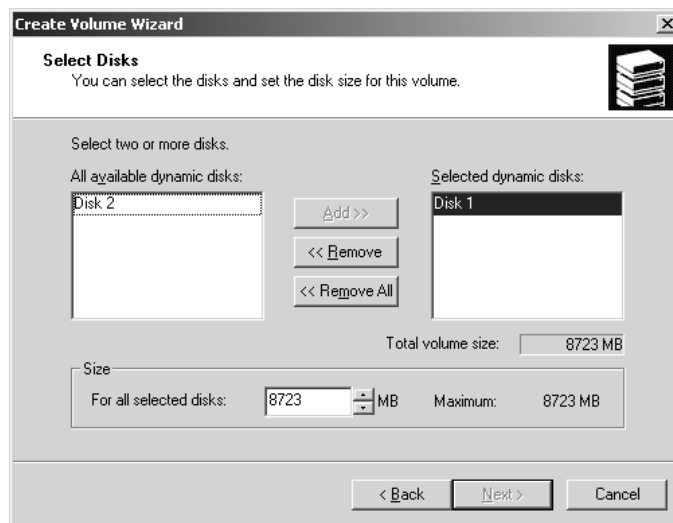 Create Volume Wizard
Select Disks
You can select the disks and set the disk size for this volume.
Select two or more disks.
All available dynamic disks:
Selected dynamic disks:
Disk 2
Add >>
Disk 1
<< Remove
<< Remove All
Total volume size: 8723 MB
Size
For all selected disks: 8723 MB Maximum: 8723 MB
< Back Next > Cancel